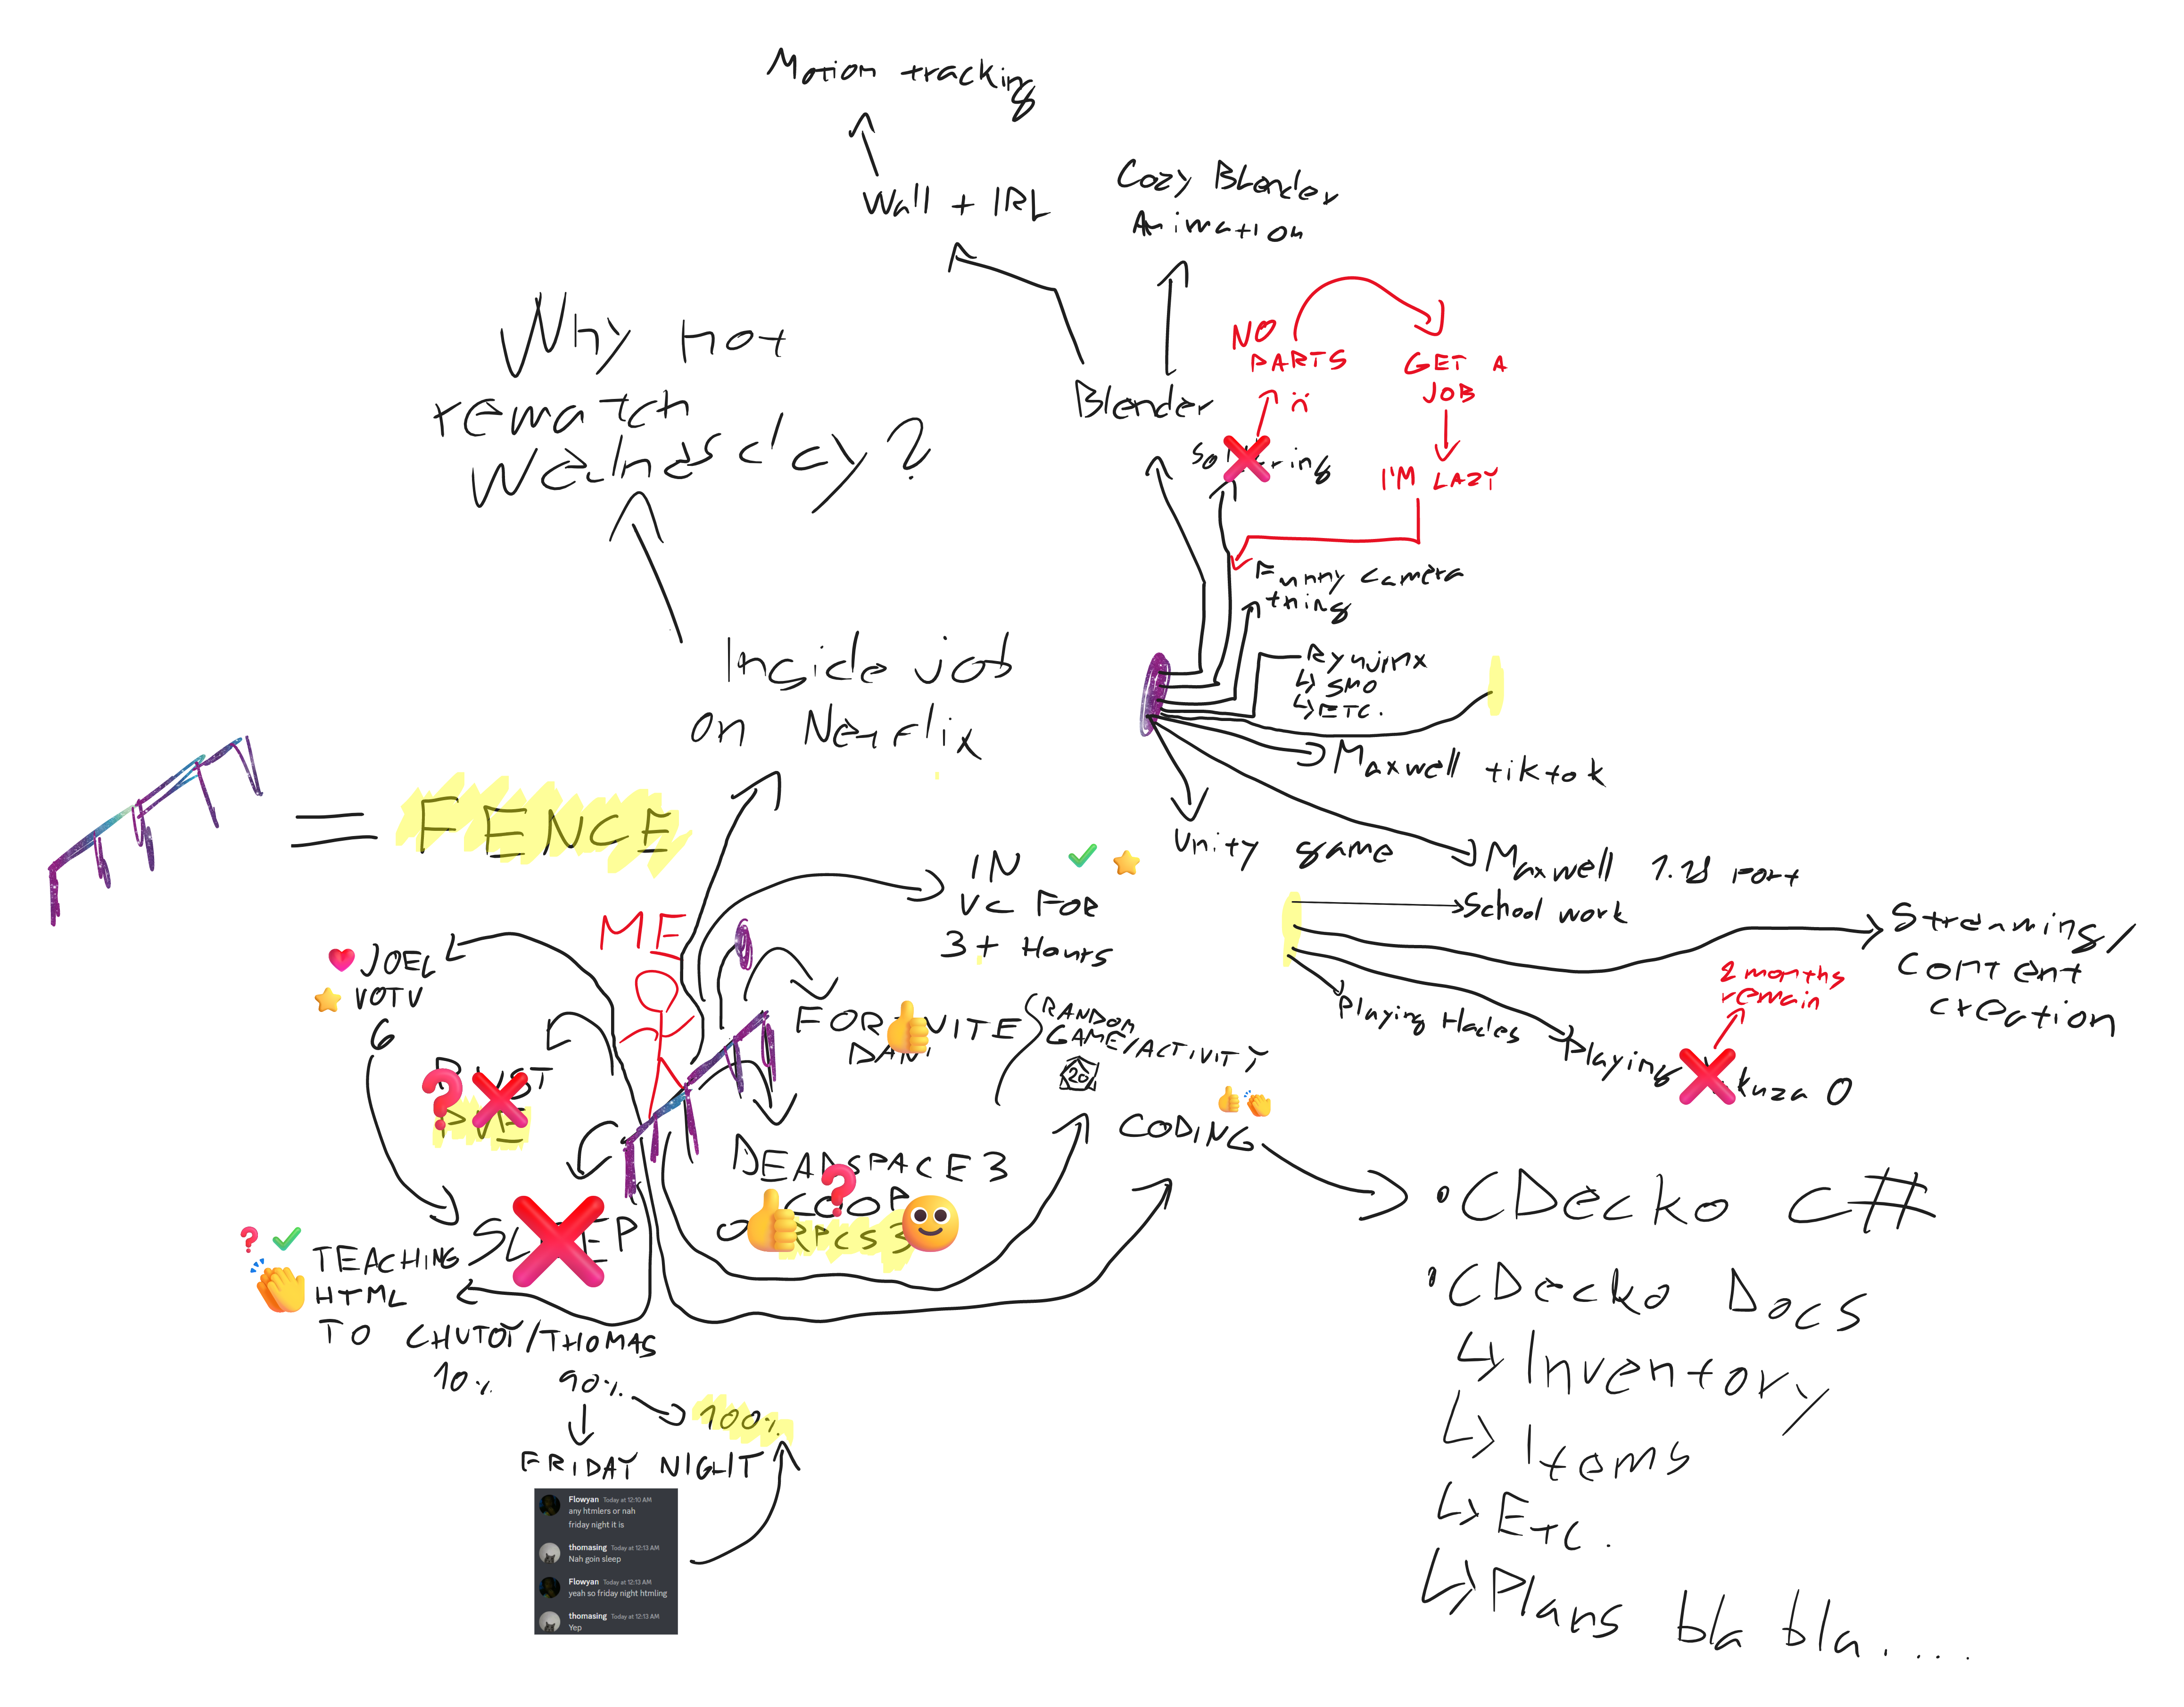 Motion tracking
Wall + IRL
Cozy Blender
Animation
Blender
NO
PARTS
:(
GET A
JOB
I'M LAZY
Why not
rewatch
Wednesday?
Funny camera
thing
Inside job
on Netflix
Ryujinx
↳ SMO
↳ ETC.
Maxwell tiktok
= FENCE
Unity game
Maxwell 1.18 port
School work
Streaming/
content
creation
2 months
remain
Playing Hades
Playing kuza 0
IN
VC FOR
3+ Hours
ME
JOEL
VOTV
6
FORTNITE
RANDOM
GAME/ACTIVITY
20
PVE
DEADSPACE 3
COOP
RPCS3
CODING
SLEEP
TEACHING
HTML
TO CHUTOY/THOMAS
10% 90%
100%
FRIDAY NIGHT
Flowyan Today at 12:10 AM
any htmlers or nah
friday night it is
thomasing Today at 12:13 AM
Nah goin sleep
Flowyan Today at 12:13 AM
yeah so friday night htmling
thomasing Today at 12:13 AM
Yep
• CDecko C#
• CDecko Docs
↳ Inventory
↳ Items
↳ Etc.
↳ Plans bla bla....